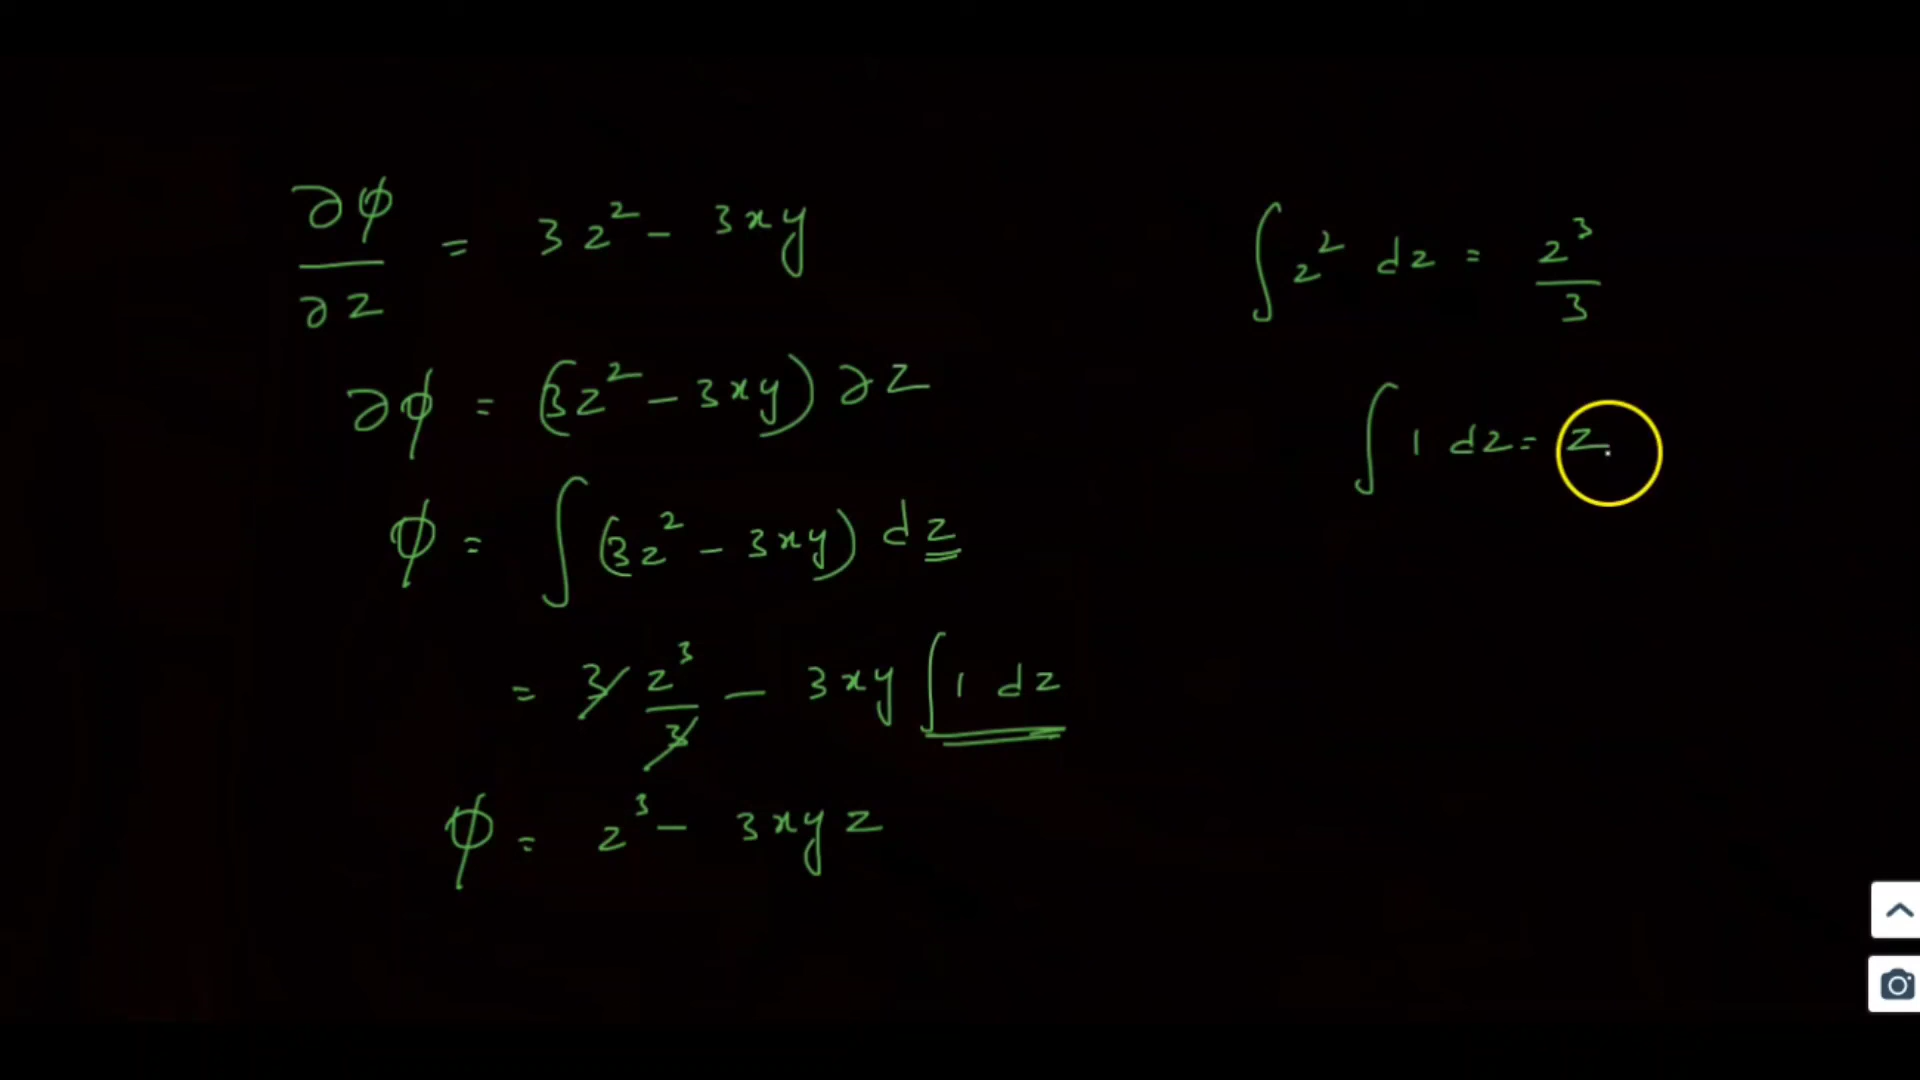 ∂ϕ/∂z = 3z² - 3xy
∂ϕ = (3z² - 3xy) ∂z
ϕ = ∫(3z² - 3xy) dz
= 3 z³/3 - 3xy ∫1 dz
ϕ = z³ - 3xyz
∫z² dz = z³/3
∫1 dz = z